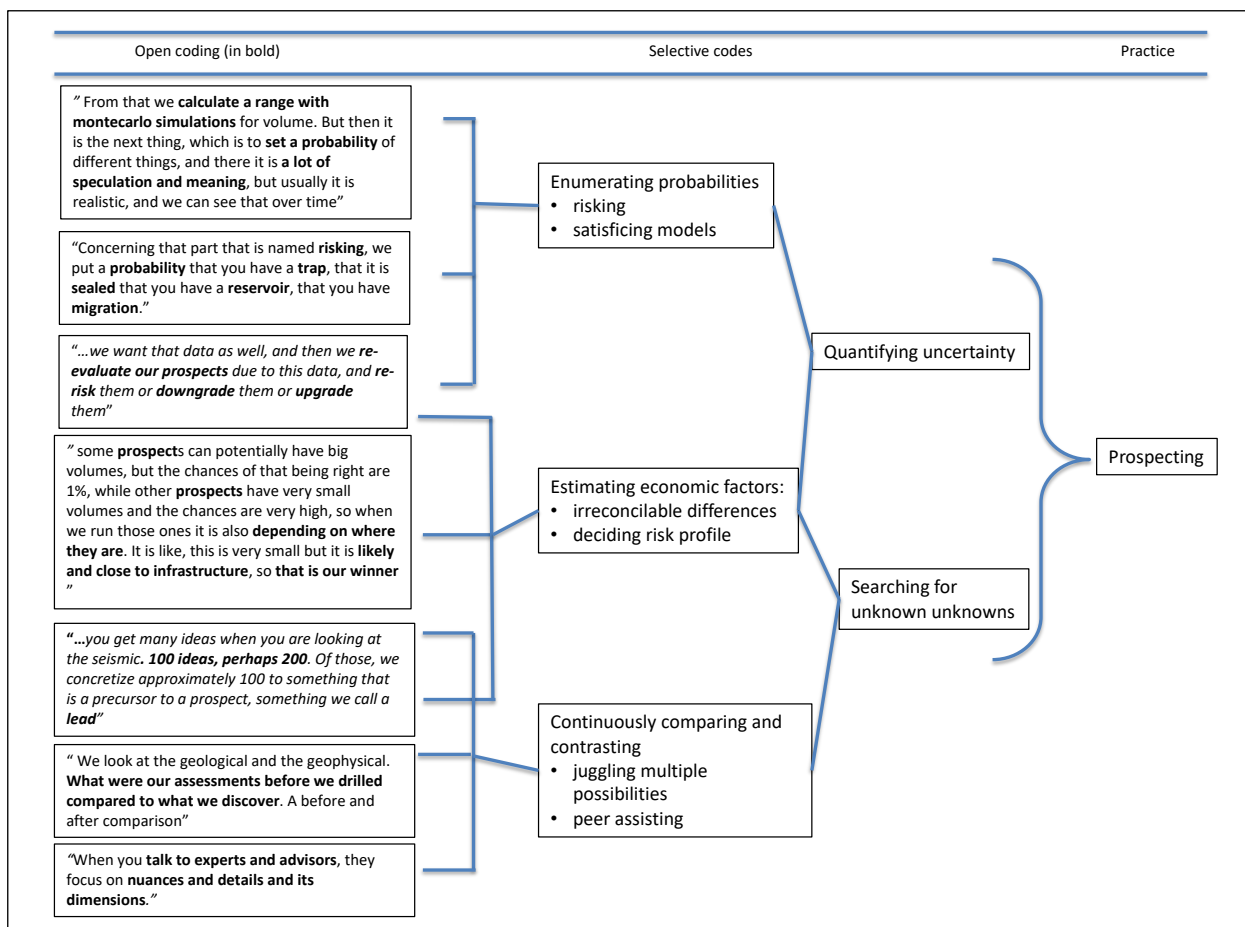 Open coding (in bold) Selective codes Practice
” From that we calculate a range with
montecarlo simulations for volume. But then it
is the next thing, which is to set a probability of
different things, and there it is a lot of
speculation and meaning, but usually it is
realistic, and we can see that over time”
“Concerning that part that is named risking, we
put a probability that you have a trap, that it is
sealed that you have a reservoir, that you have
migration.”
“…we want that data as well, and then we re-
evaluate our prospects due to this data, and re-
risk them or downgrade them or upgrade
them”
” some prospects can potentially have big
volumes, but the chances of that being right are
1%, while other prospects have very small
volumes and the chances are very high, so when
we run those ones it is also depending on where
they are. It is like, this is very small but it is likely
and close to infrastructure, so that is our winner
”
“…you get many ideas when you are looking at
the seismic. 100 ideas, perhaps 200. Of those, we
concretize approximately 100 to something that
is a precursor to a prospect, something we call a
lead”
“ We look at the geological and the geophysical.
What were our assessments before we drilled
compared to what we discover. A before and
after comparison”
“When you talk to experts and advisors, they
focus on nuances and details and its
dimensions.”
Enumerating probabilities
• risking
• satisficing models
Estimating economic factors:
• irreconcilable differences
• deciding risk profile
Continuously comparing and
contrasting
• juggling multiple
possibilities
• peer assisting
Quantifying uncertainty
Searching for
unknown unknowns
Prospecting